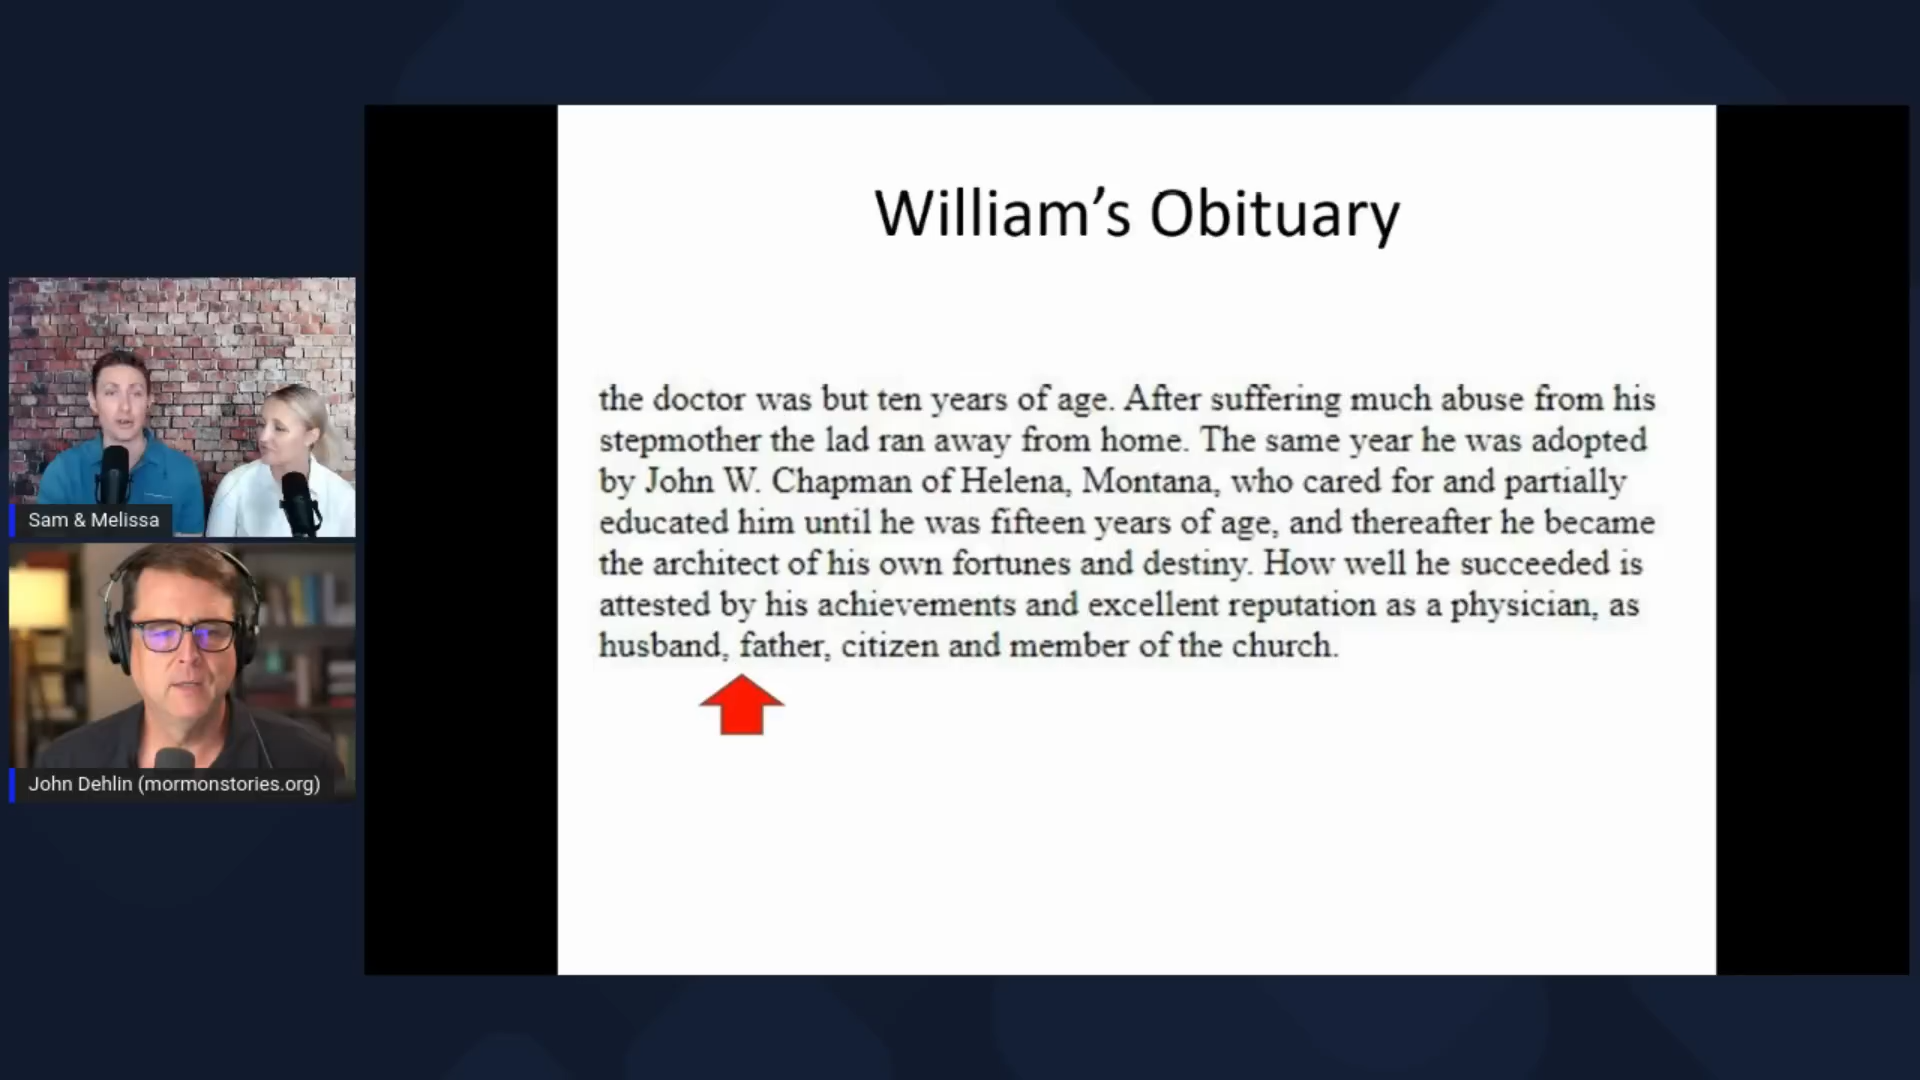 William's Obituary
the doctor was but ten years of age. After suffering much abuse from his
stepmother the lad ran away from home. The same year he was adopted
by John W. Chapman of Helena, Montana, who cared for and partially
educated him until he was fifteen years of age, and thereafter he became
the architect of his own fortunes and destiny. How well he succeeded is
attested by his achievements and excellent reputation as a physician, as
husband, father, citizen and member of the church.
Sam & Melissa
John Dehlin (mormonstories.org)